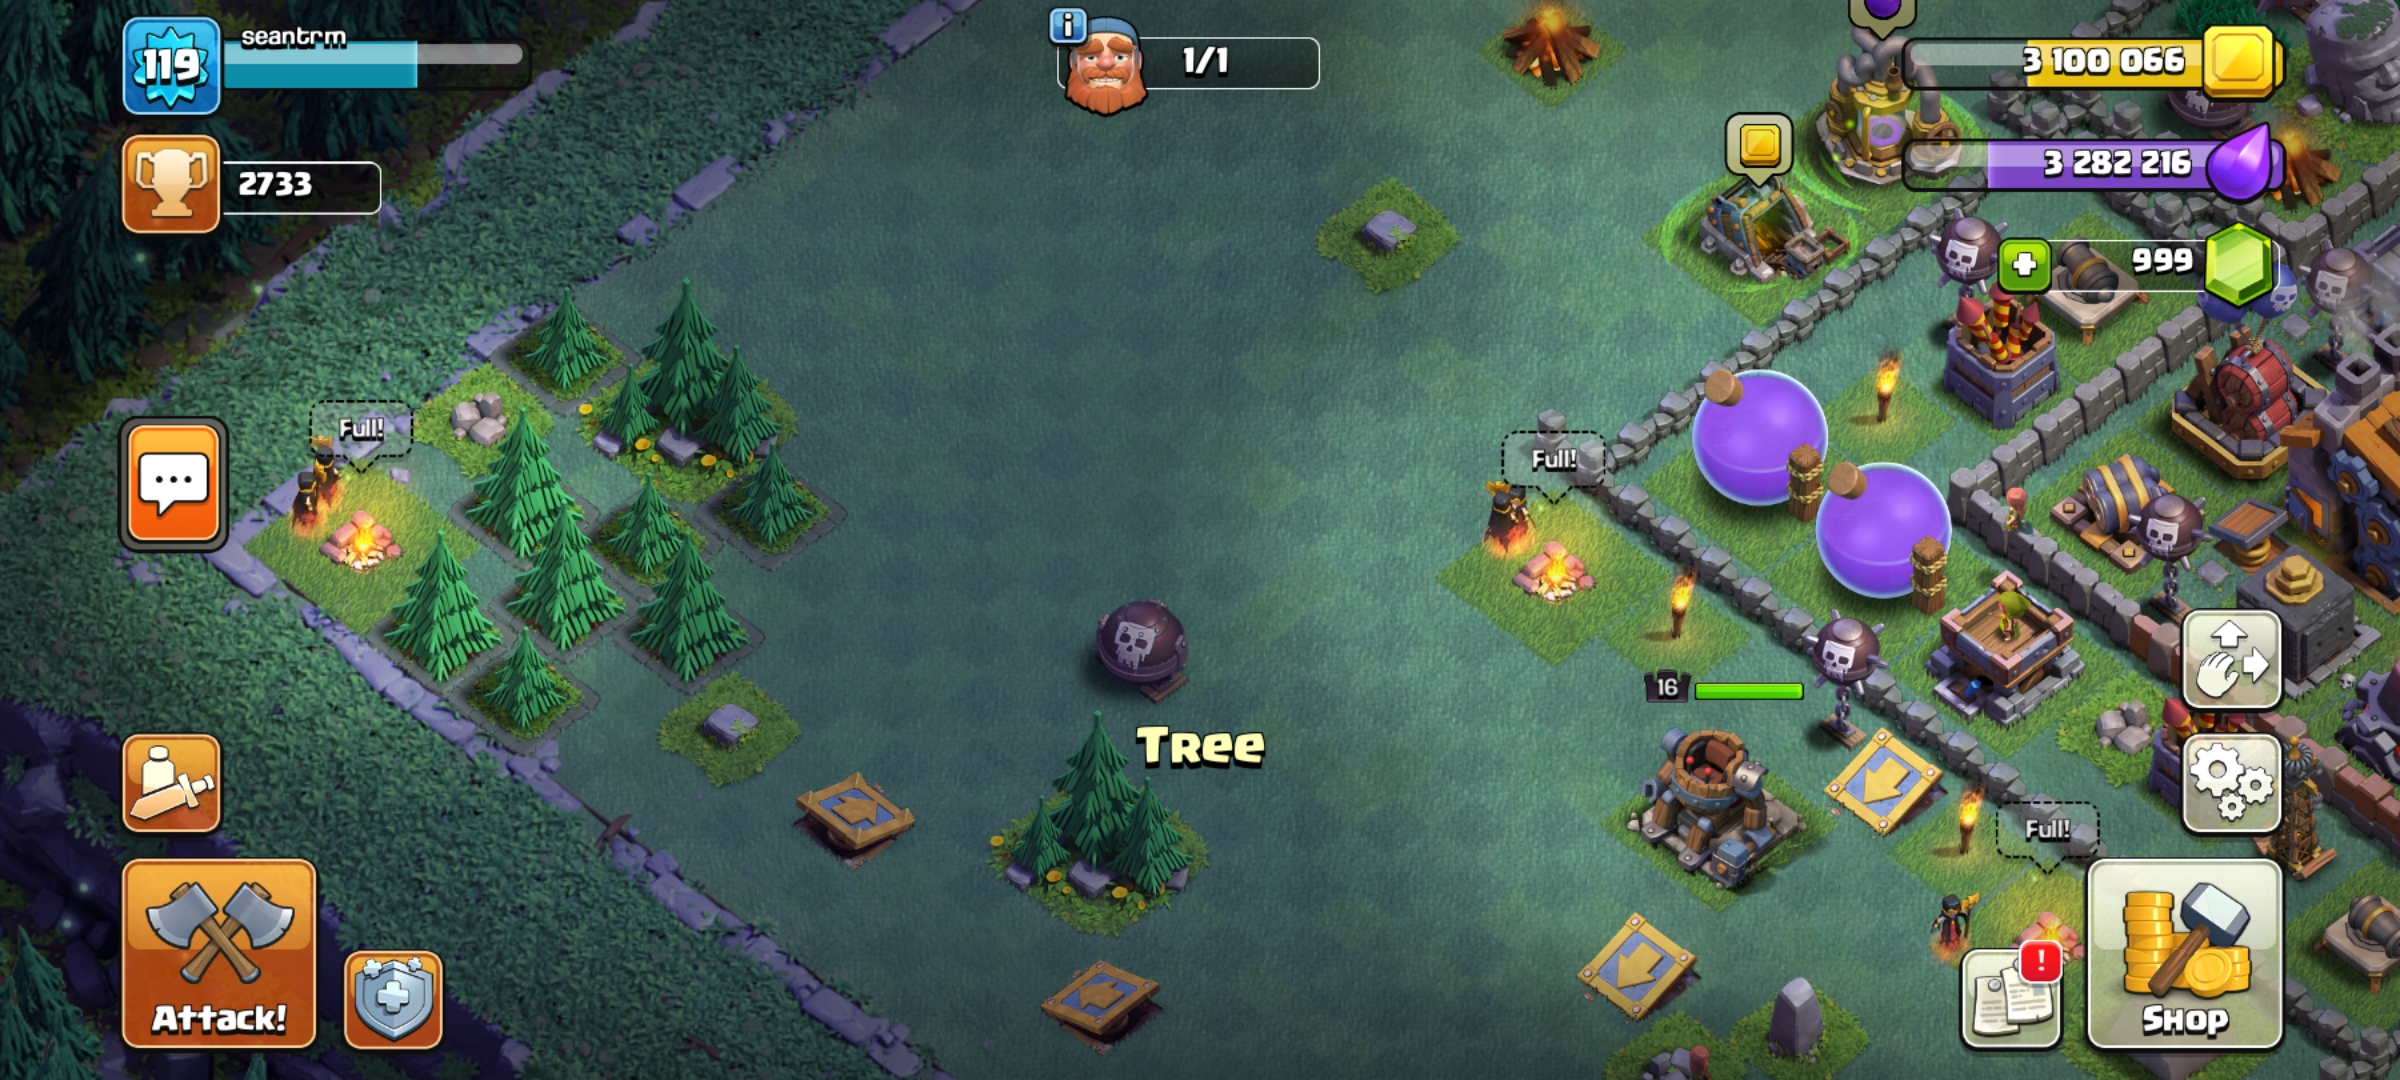 seantrm
119
1/1
3 100 066
2733
3 282 216
999
Full!
Full!
16
Tree
Full!
Attack!
Shop